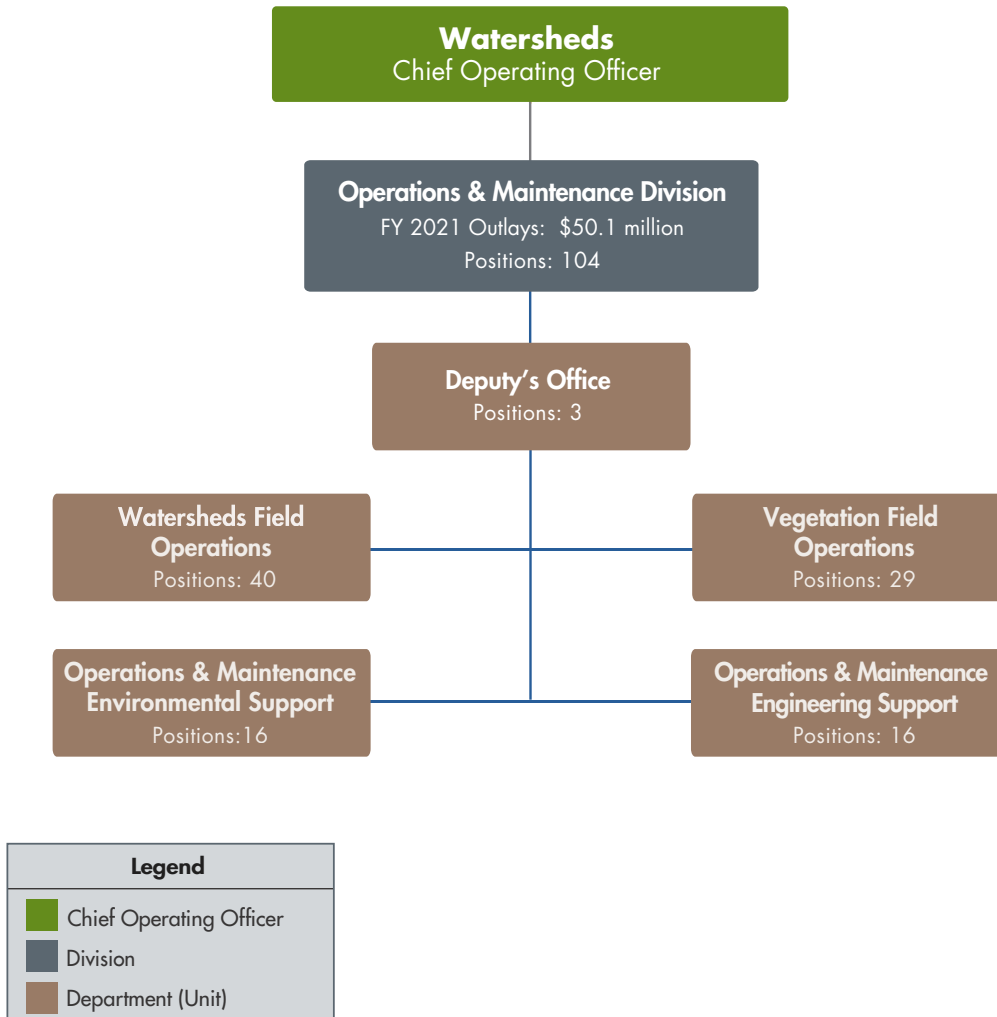 Watersheds
Chief Operating Officer
Operations & Maintenance Division
FY 2021 Outlays: $50.1 million
Positions: 104
Deputy’s Office
Positions: 3
Watersheds Field
Operations
Positions: 40
Vegetation Field
Operations
Positions: 29
Operations & Maintenance
Environmental Support
Positions:16
Operations & Maintenance
Engineering Support
Positions: 16
Legend
Chief Operating Officer
Division
Department (Unit)